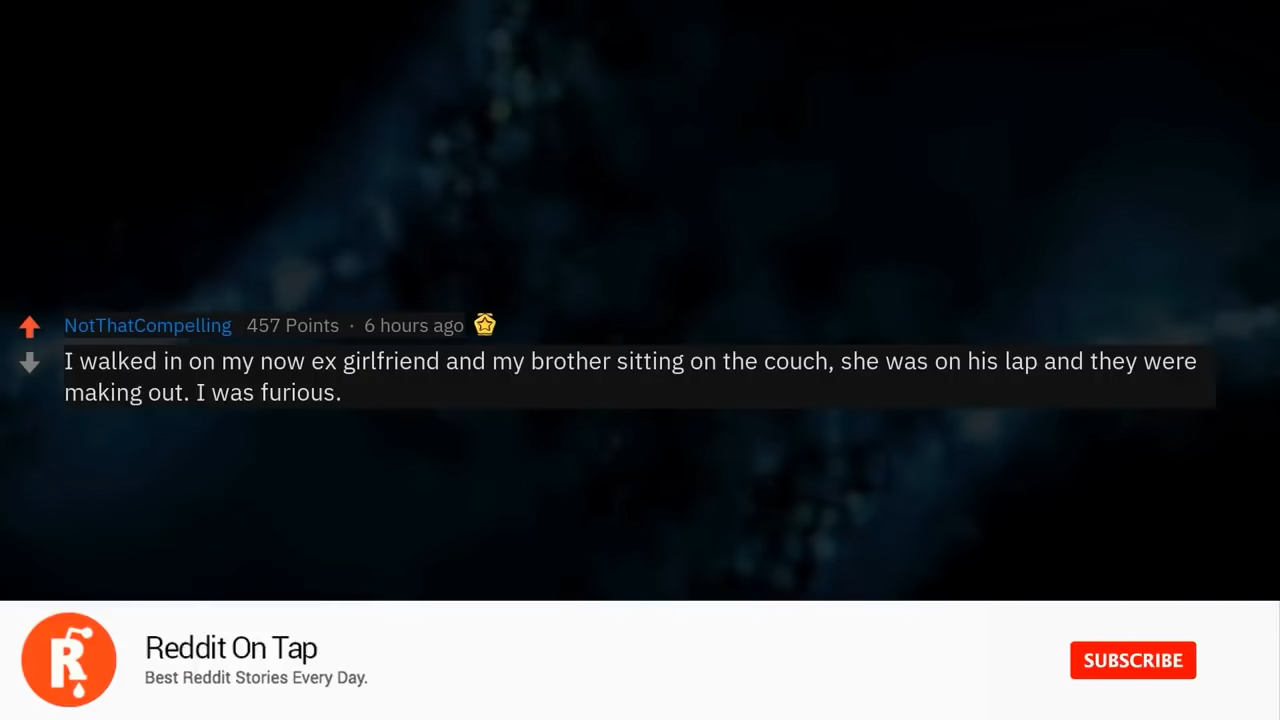 NotThatCompelling 457 Points · 6 hours ago
I walked in on my now ex girlfriend and my brother sitting on the couch, she was on his lap and they were
making out. I was furious.
Reddit On Tap
Best Reddit Stories Every Day.
SUBSCRIBE